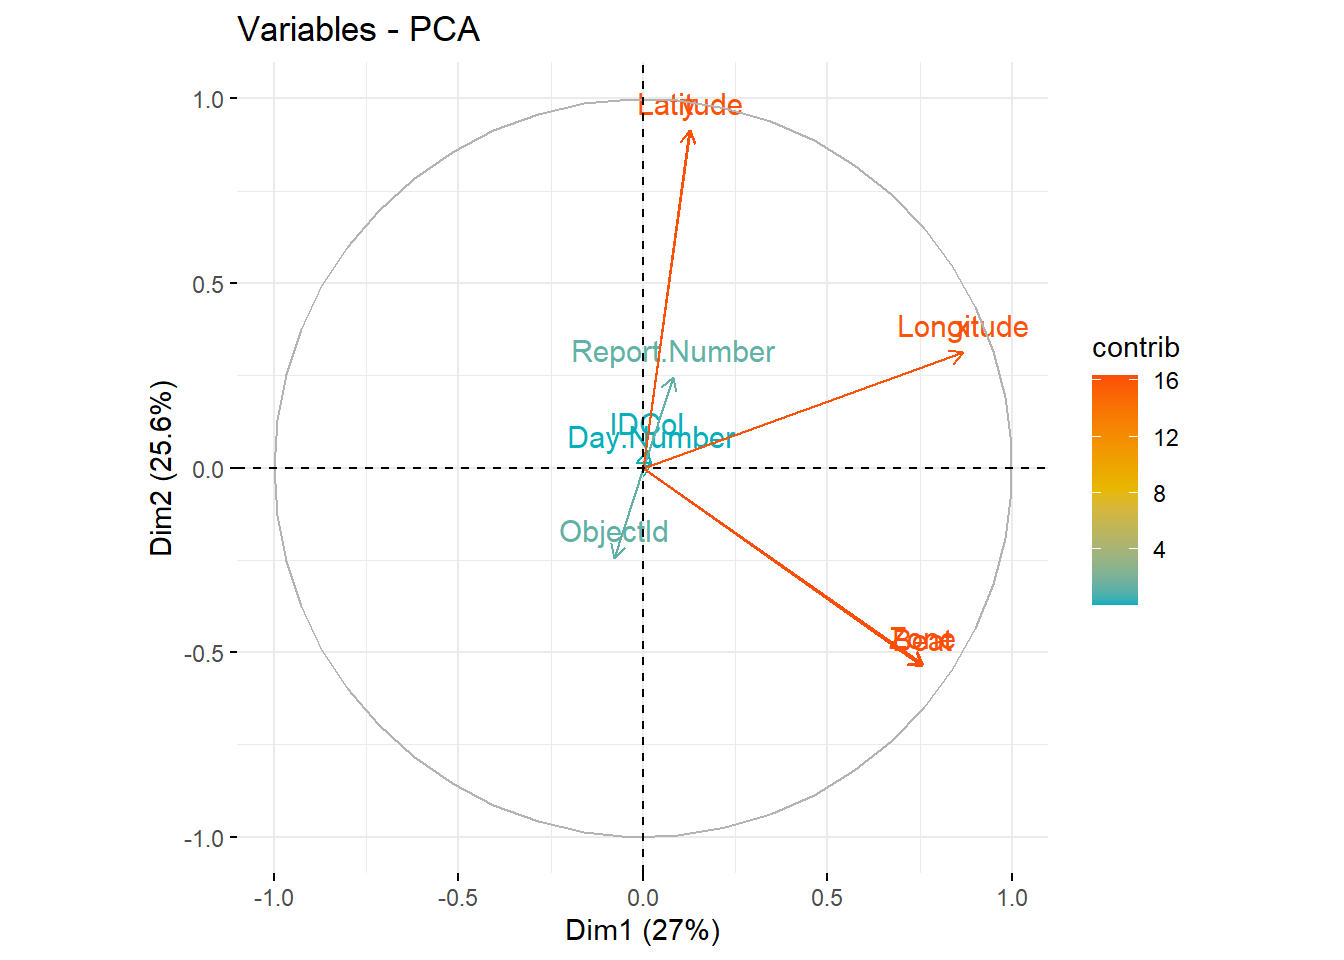 Variables - PCA
Latitude
y
Longitude
x
Report.Number
IDCol
Day.Number
ObjectId
Zone
Beat
1.0
0.5
0.0
-0.5
-1.0
-1.0
-0.5
0.0
0.5
1.0
Dim1 (27%)
Dim2 (25.6%)
contrib
16
12
8
4